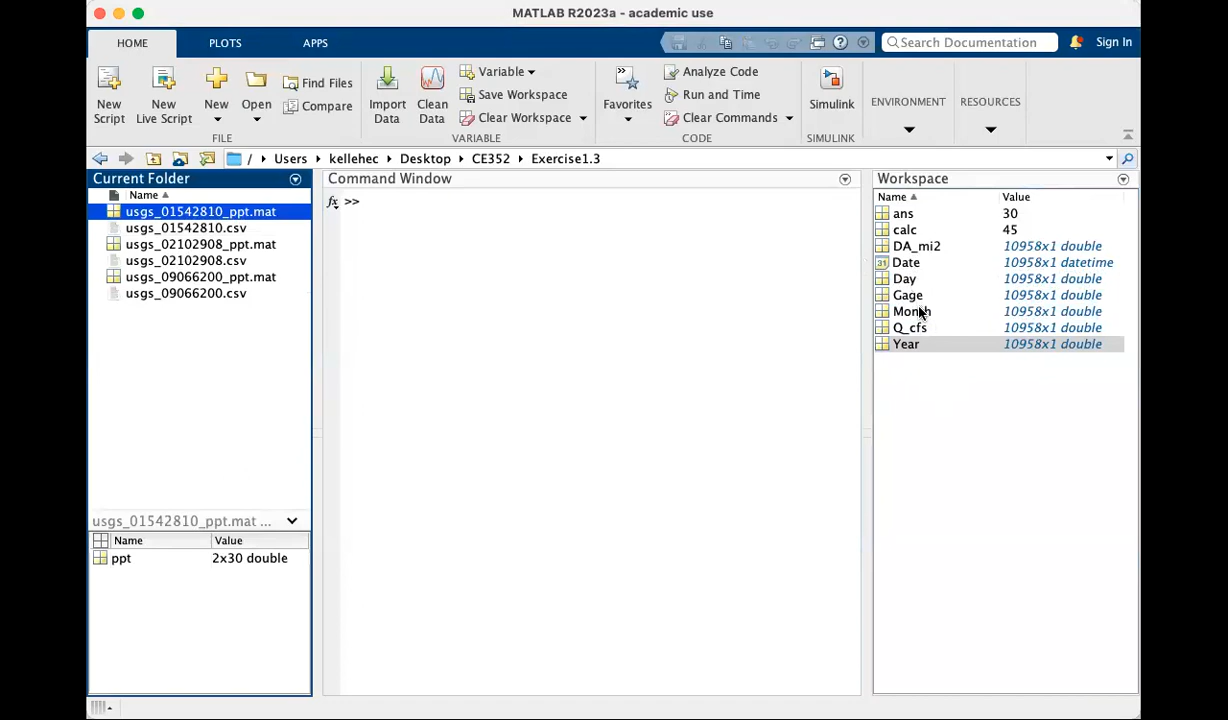 MATLAB R2023a - academic use
HOME PLOTS APPS
Search Documentation
Sign In
New Script
New Live Script
New
Open
Find Files
Compare
FILE
Import Data
Clean Data
Variable
Save Workspace
Clear Workspace
VARIABLE
Favorites
Analyze Code
Run and Time
Clear Commands
CODE
Simulink
SIMULINK
ENVIRONMENT
RESOURCES
/ Users kellehec Desktop CE352 Exercise1.3
Current Folder
Name
usgs_01542810_ppt.mat
usgs_01542810.csv
usgs_02102908_ppt.mat
usgs_02102908.csv
usgs_09066200_ppt.mat
usgs_09066200.csv
usgs_01542810_ppt.mat ...
Name Value
ppt 2x30 double
Command Window
fx >>
Workspace
Name Value
ans 30
calc 45
DA_mi2 10958x1 double
31 Date 10958x1 datetime
Day 10958x1 double
Gage 10958x1 double
Month 10958x1 double
Q_cfs 10958x1 double
Year 10958x1 double